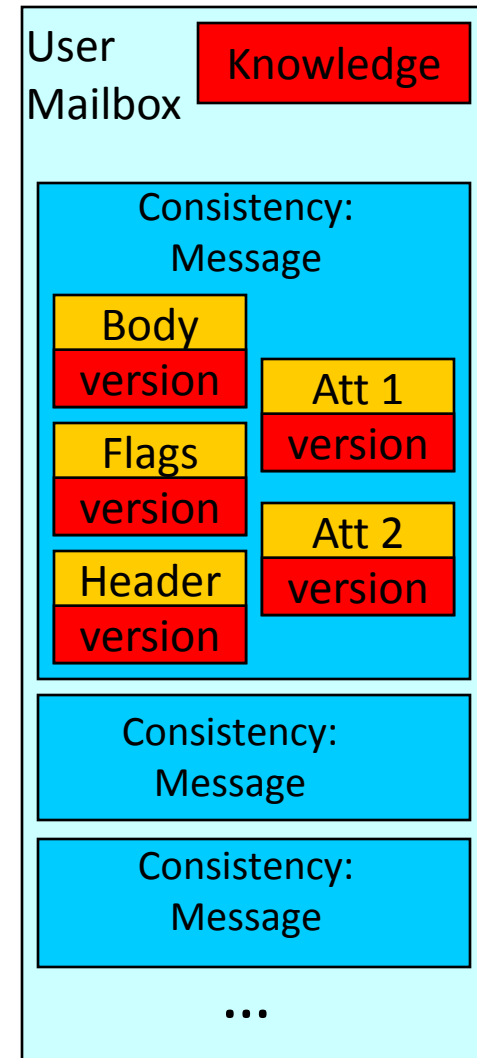 User
Mailbox
Knowledge
Consistency:
Message
Body
version
Flags
version
Header
version
Att 1
version
Att 2
version
Consistency:
Message
Consistency:
Message
...